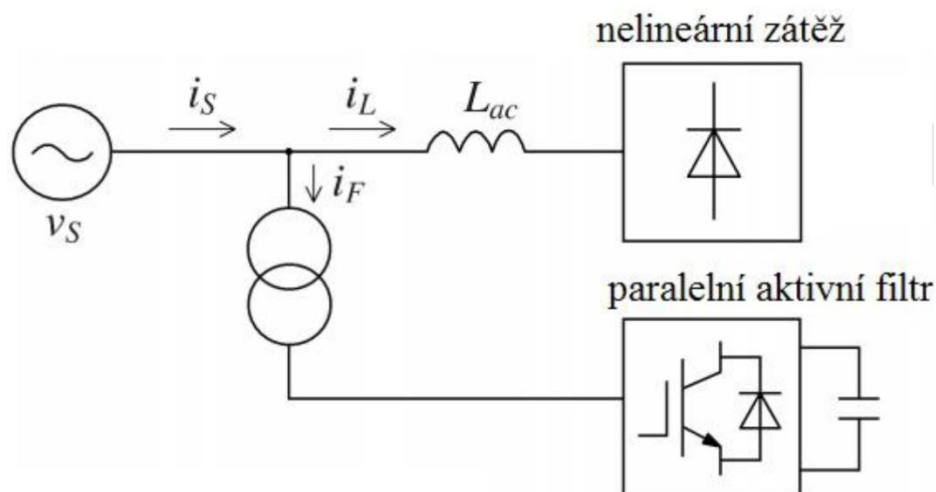 nelineární zátěž
i_S
i_L
L_ac
i_F
v_S
paralelní aktivní filtr